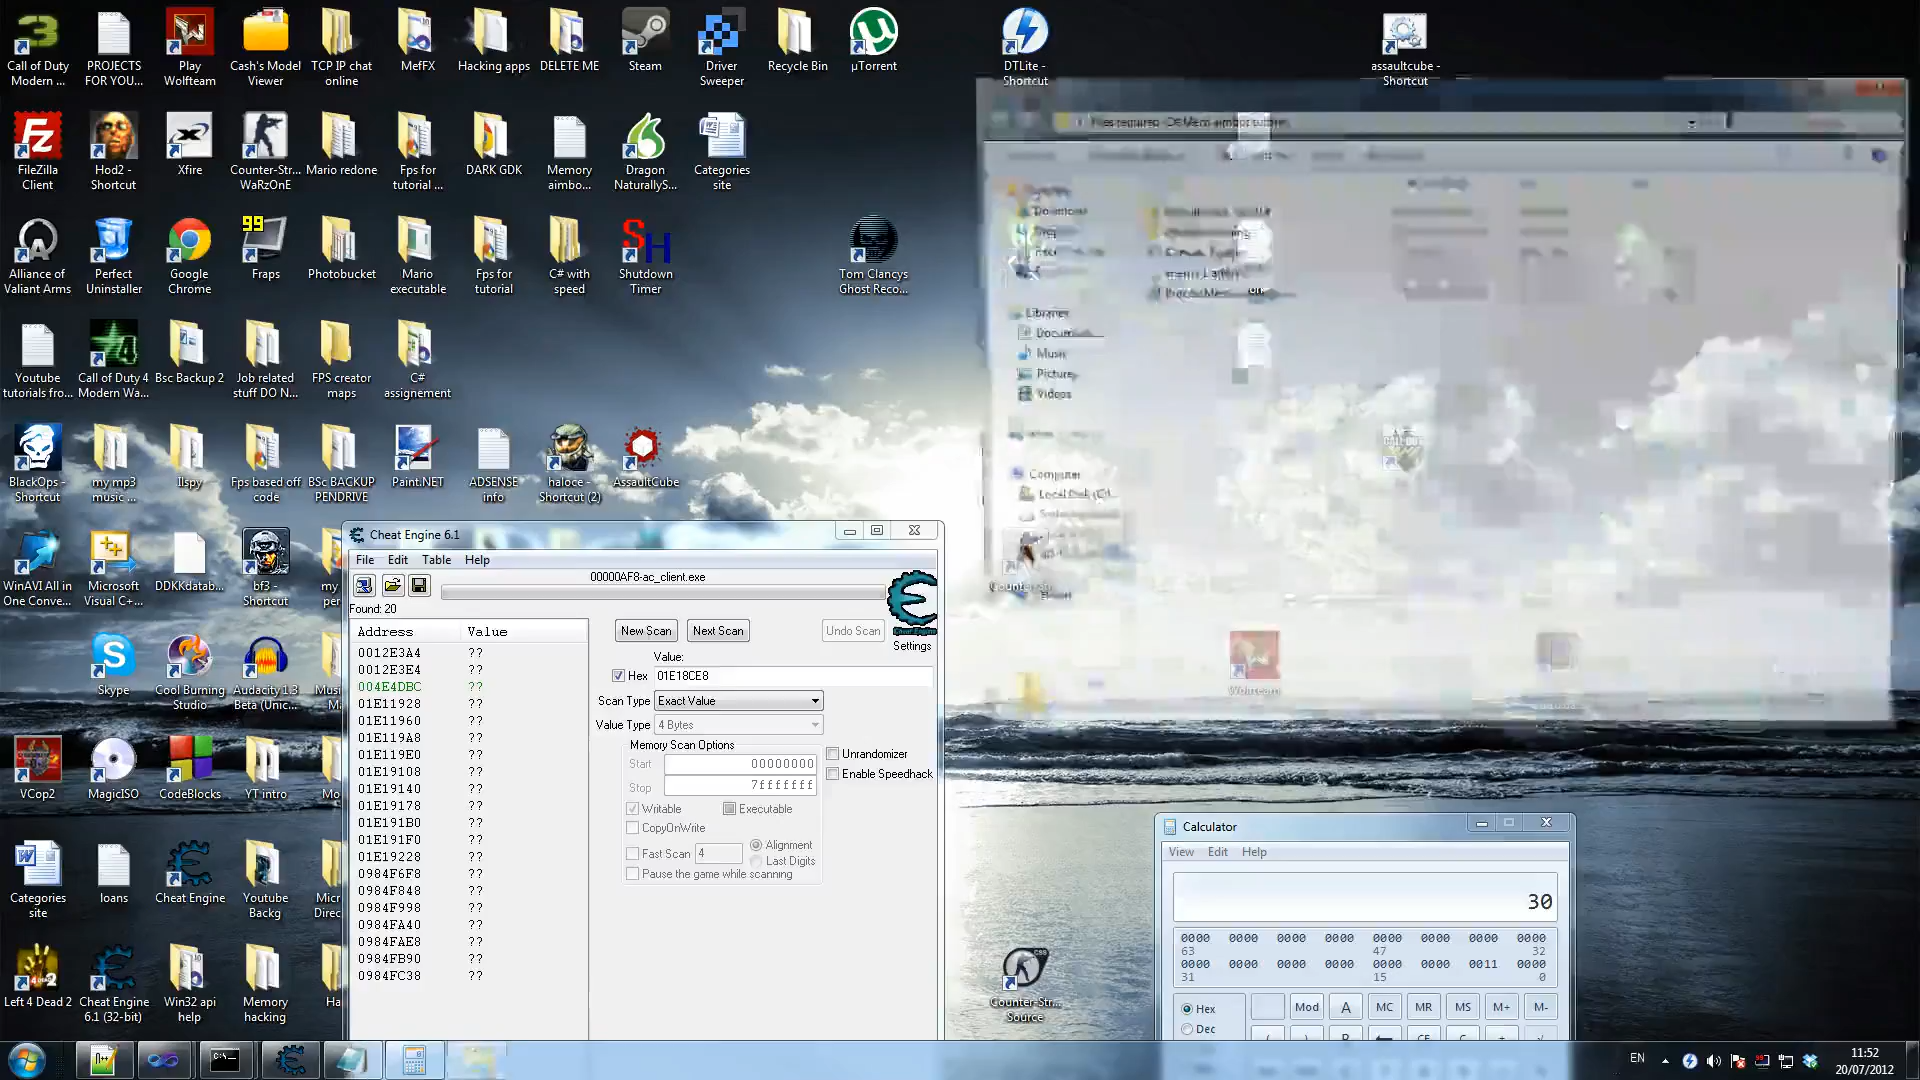 Call of Duty
Modern ...
PROJECTS
FOR YOU...
Play
Wolfteam
Cash's Model
Viewer
TCP IP chat
online
MefFX
Hacking apps
DELETE ME
Steam
Driver
Sweeper
Recycle Bin
µTorrent
DTLite -
Shortcut
assaultcube -
Shortcut
FileZilla
Client
Hod2 -
Shortcut
Xfire
Counter-Str...
WaRzOnE
Mario redone
Fps for
tutorial ...
DARK GDK
Memory
aimbo...
Dragon
NaturallyS...
Categories
site
Alliance of
Valiant Arms
Perfect
Uninstaller
Google
Chrome
99
Fraps
Photobucket
Mario
executable
Fps for
tutorial
C# with
speed
Shutdown
Timer
Tom Clancys
Ghost Reco...
Youtube
tutorials fro...
Call of Duty 4
Modern Wa...
Bsc Backup 2
Job related
stuff DO N...
FPS creator
maps
C#
assignement
BlackOps -
Shortcut
my mp3
music ...
Ilspy
Fps based off
code
BSc BACKUP
PENDRIVE
Paint.NET
ADSENSE
info
haloce -
Shortcut (2)
AssaultCube
WinAVI All in
One Conve...
Microsoft
Visual C+...
DDKKdatab...
bf3 -
Shortcut
my
per
Skype
Cool Burning
Studio
Audacity 1.3
Beta (Unic...
VCop2
MagicISO
CodeBlocks
YT intro
Mo
Categories
site
loans
Cheat Engine
Youtube
Backg
Micr
Direc
Left 4 Dead 2
Cheat Engine
6.1 (32-bit)
Win32 api
help
Memory
hacking
Ha
Libraries
Music
Videos
Computer
Wolfteam
Counter-Str...
Source
Cheat Engine 6.1
File Edit Table Help
00000AF8-ac_client.exe
Found: 20
Cheat Engine
Settings
Address Value
0012E3A4 ??
0012E3E4 ??
004E4DBC ??
01E11928 ??
01E11960 ??
01E119A8 ??
01E119E0 ??
01E19108 ??
01E19140 ??
01E19178 ??
01E191B0 ??
01E191F0 ??
01E19228 ??
0984F6F8 ??
0984F848 ??
0984F998 ??
0984FA40 ??
0984FAE8 ??
0984FB90 ??
0984FC38 ??
New Scan Next Scan Undo Scan
Value:
Hex 01E18CE8
Scan Type Exact Value
Value Type 4 Bytes
Memory Scan Options
Start 00000000
Stop 7fffffff
Writable Executable
CopyOnWrite
Fast Scan 4
Alignment
Last Digits
Pause the game while scanning
Unrandomizer
Enable Speedhack
Calculator
View Edit Help
30
0000 0000 0000 0000 0000 0000 0000 0000
63 47 32
0000 0000 0000 0000 0000 0000 0011 0000
31 15 0
Hex
Dec
Mod A MC MR MS M+ M-
EN
11:52
20/07/2012